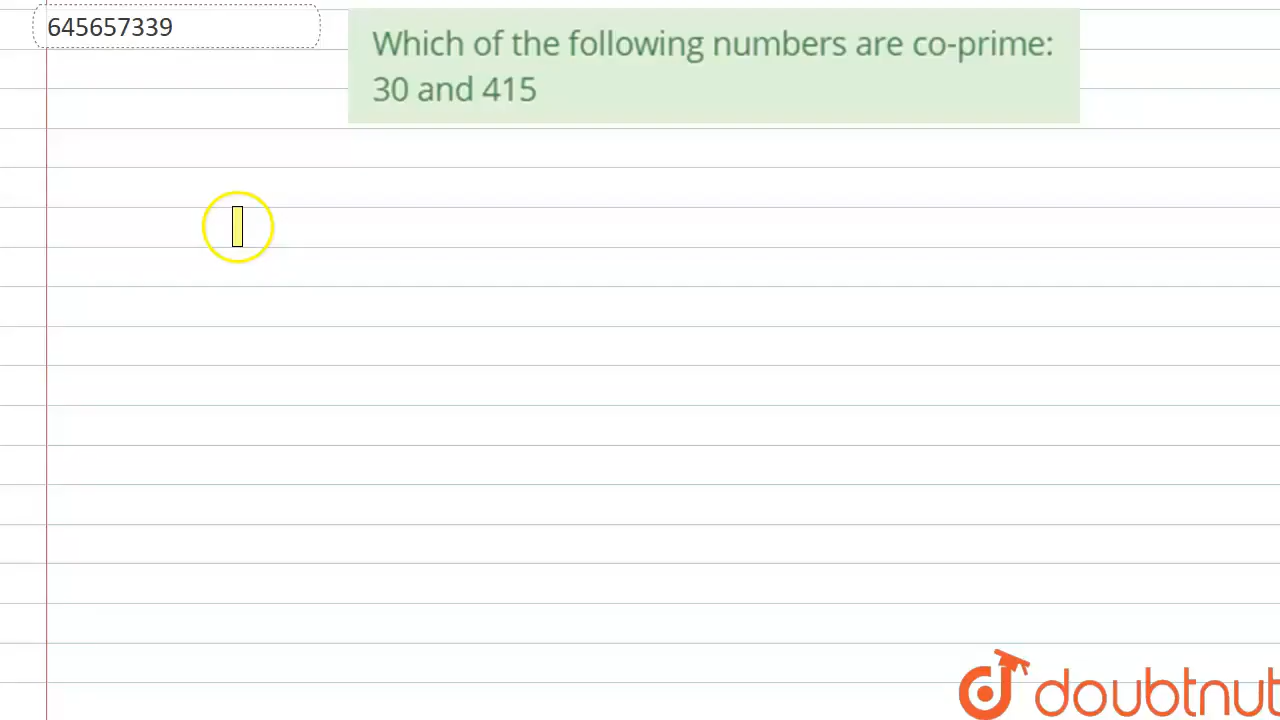 645657339
Which of the following numbers are co-prime:
30 and 415
doubtnut